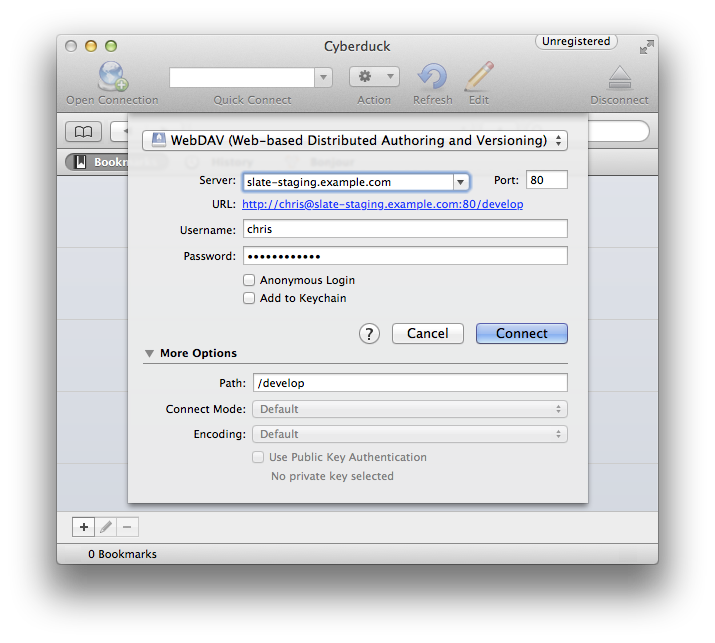 Cyberduck
Unregistered
Open Connection
Quick Connect
Action
Refresh
Edit
Disconnect
WebDAV (Web-based Distributed Authoring and Versioning)
History
Bonjour
Server: slate-staging.example.com Port: 80
URL: http://chris@slate-staging.example.com:80/develop
Username: chris
Password: ••••••••••••
Anonymous Login
Add to Keychain
? Cancel Connect
More Options
Path: /develop
Connect Mode: Default
Encoding: Default
Use Public Key Authentication
No private key selected
+ −
0 Bookmarks